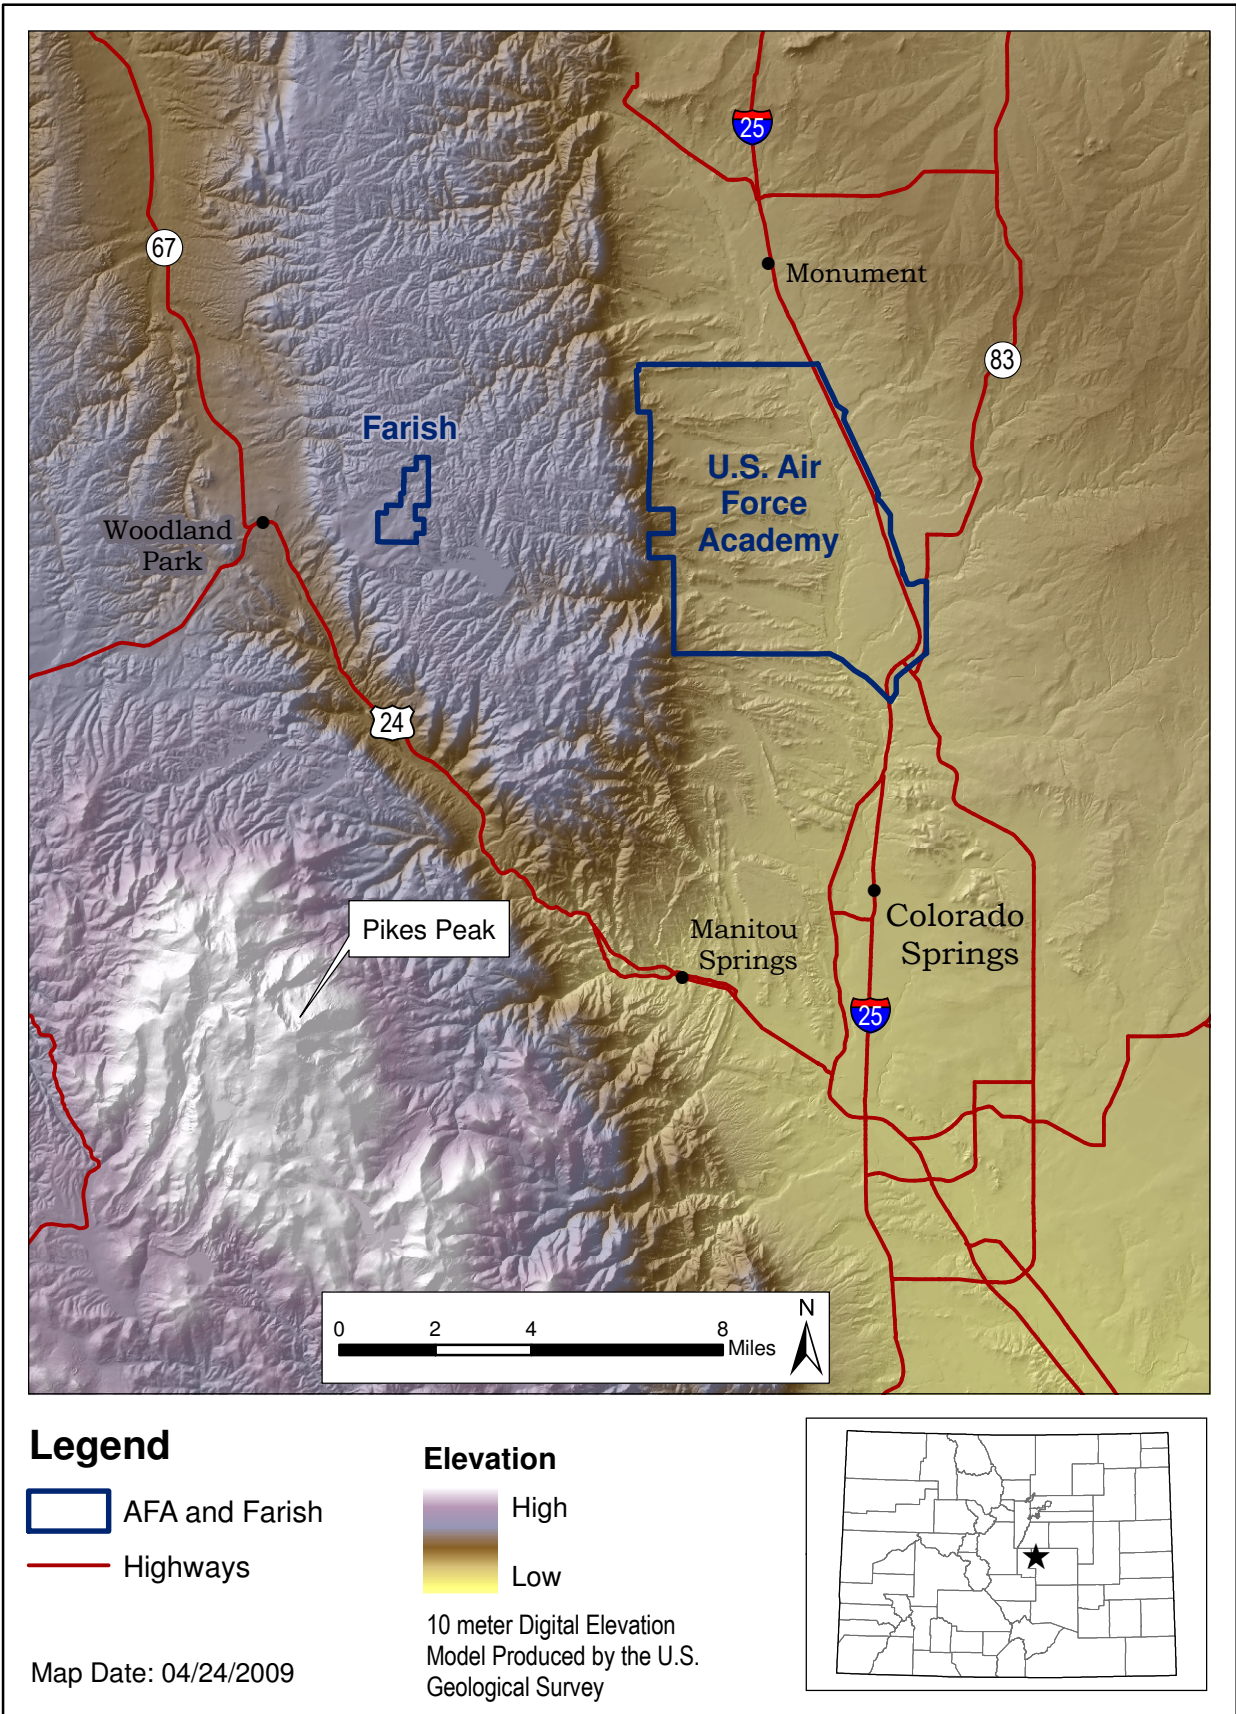 25
67
Monument
83
Farish
U.S. Air
Force
Academy
Woodland
Park
24
Pikes Peak
Manitou
Springs
Colorado
Springs
25
0 2 4 8
Miles
N
Legend
AFA and Farish
Highways
Map Date: 04/24/2009
Elevation
High
Low
10 meter Digital Elevation
Model Produced by the U.S.
Geological Survey